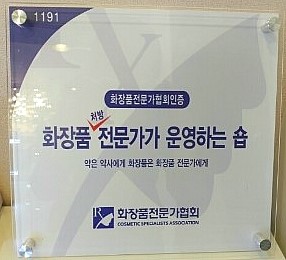 1191
화장품전문가협회인증
처방
화장품 전문가가 운영하는 숍
약은 약사에게 화장품은 화장품 전문가에게
화장품전문가협회
COSMETIC SPECIALISTS ASSOCIATION